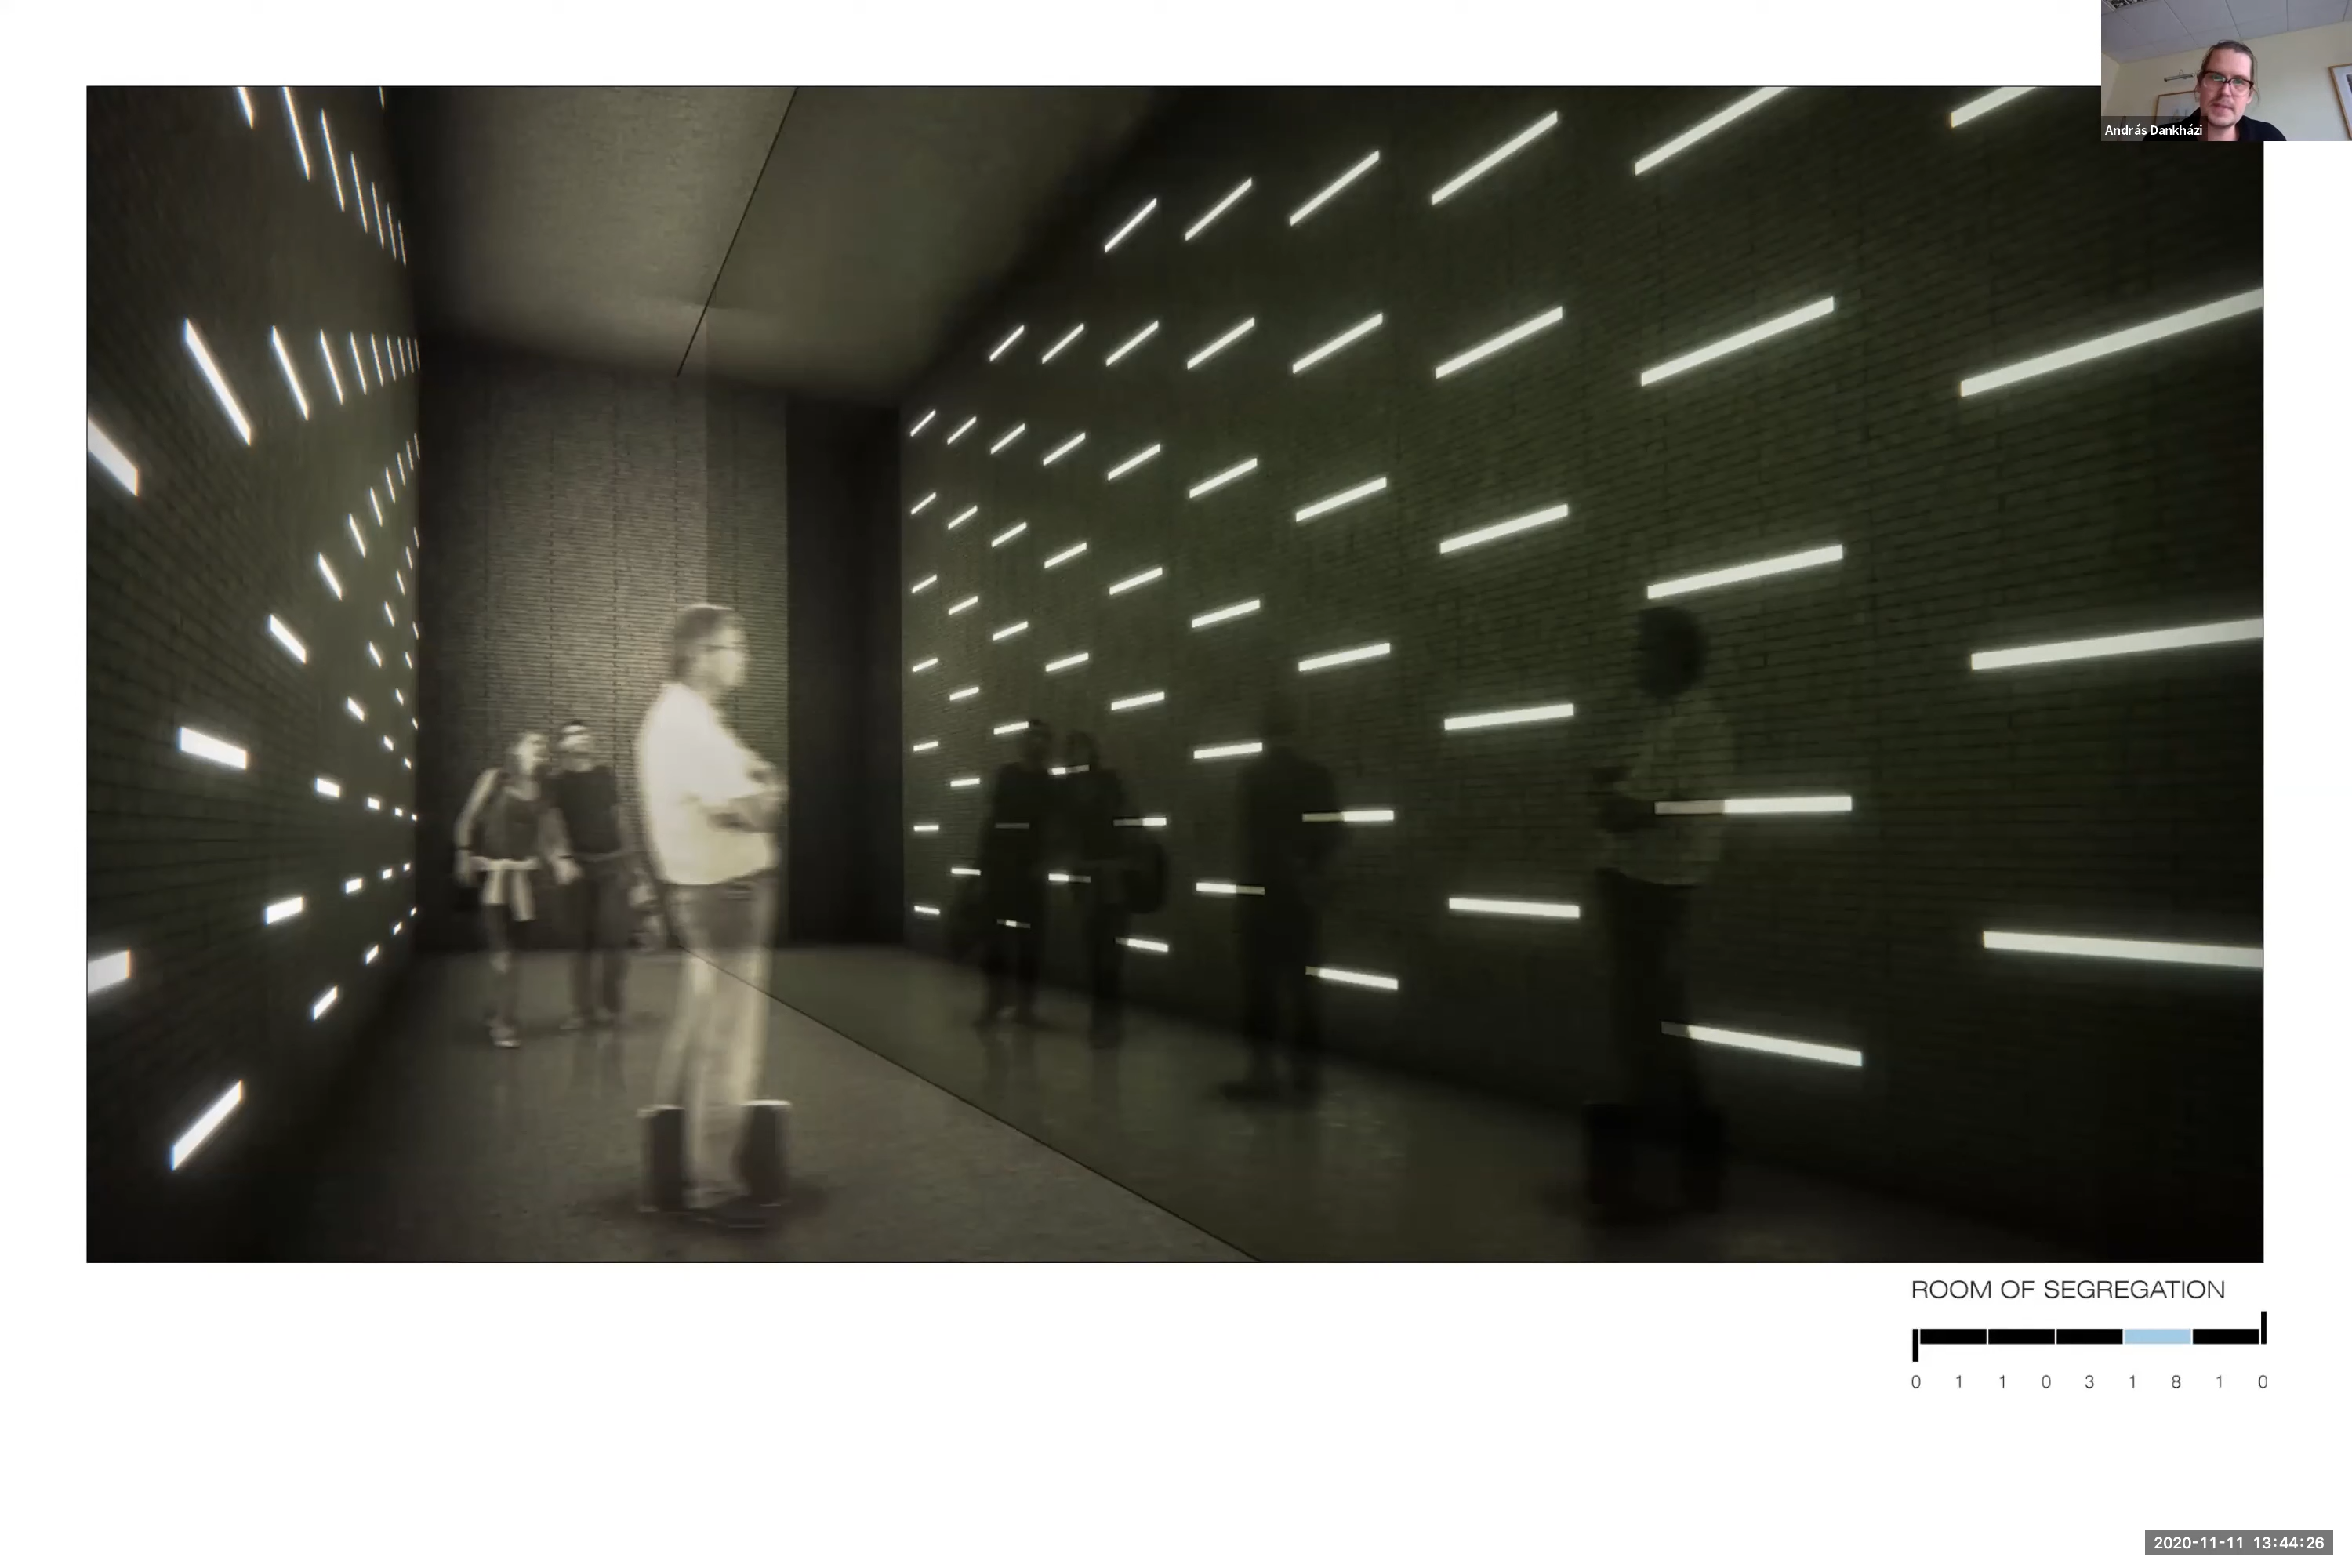 András Dankházi
ROOM OF SEGREGATION
0 1 1 0 3 1 8 1 0
2020-11-11 13:44:26